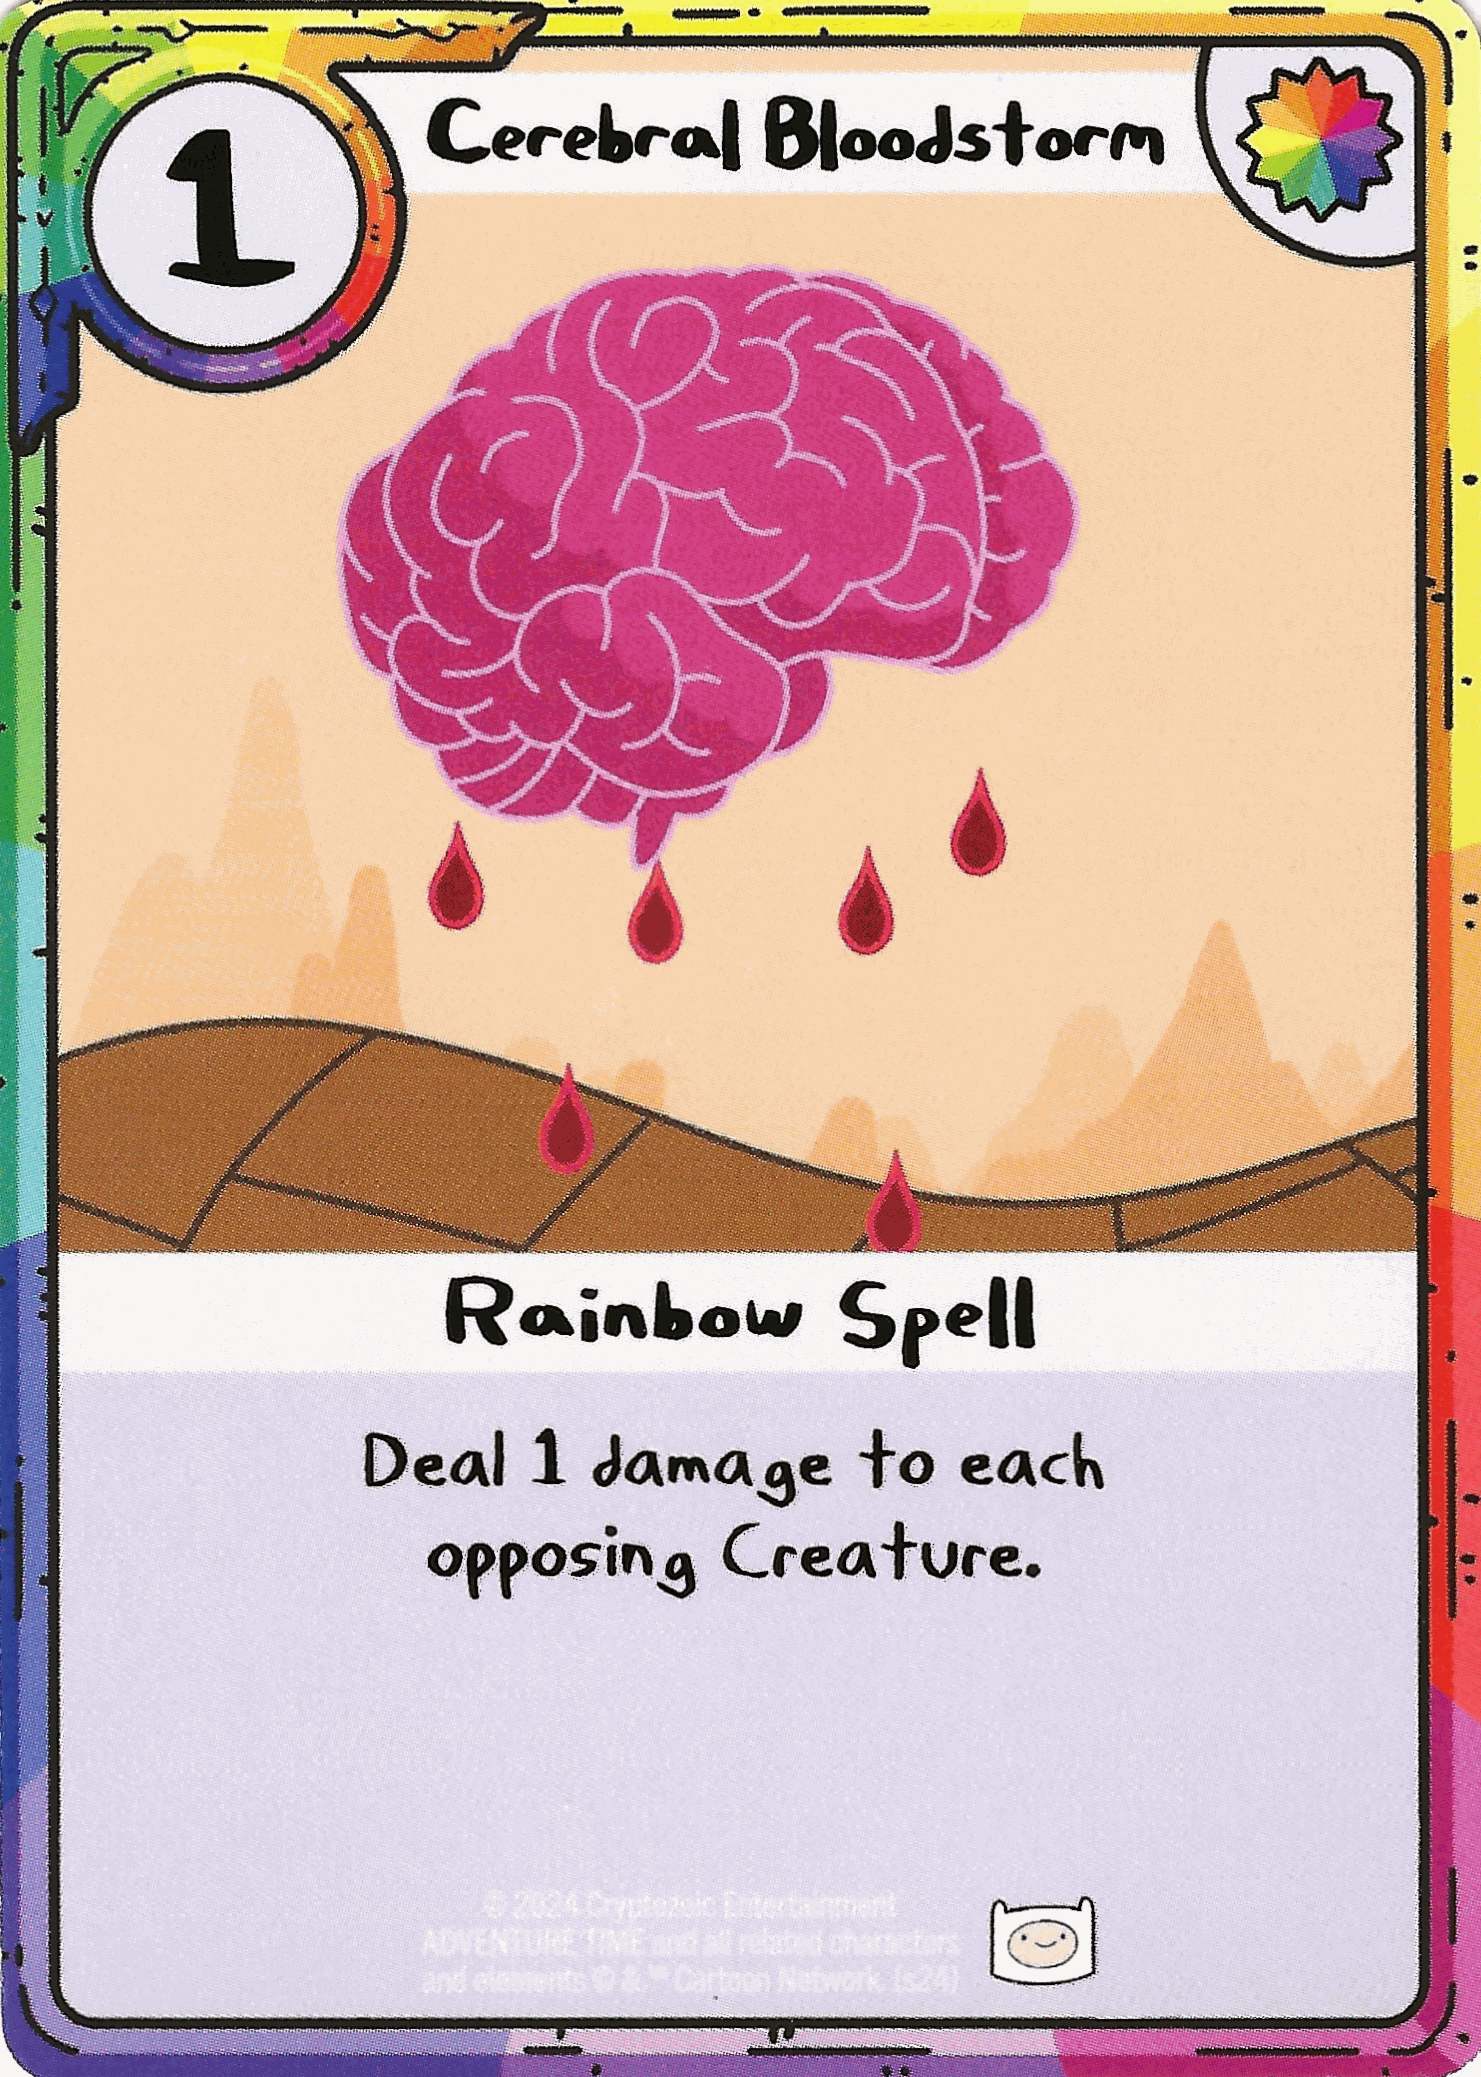 1
Cerebral Bloodstorm
Rainbow Spell
Deal 1 damage to each
opposing Creature.
© 2024 Cryptozoic Entertainment
ADVENTURE TIME and all related characters
and elements © & ™ Cartoon Network. (s24)